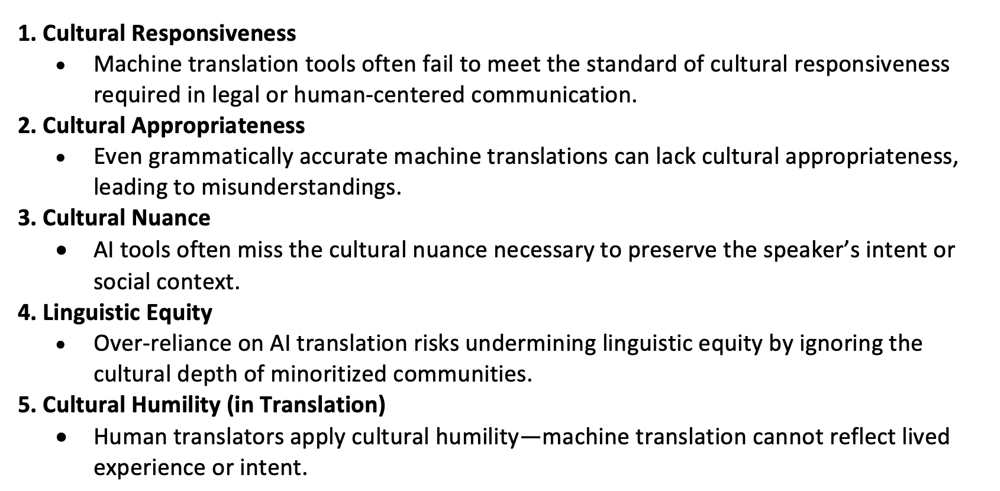 1. Cultural Responsiveness
• Machine translation tools often fail to meet the standard of cultural responsiveness
required in legal or human-centered communication.
2. Cultural Appropriateness
• Even grammatically accurate machine translations can lack cultural appropriateness,
leading to misunderstandings.
3. Cultural Nuance
• AI tools often miss the cultural nuance necessary to preserve the speaker’s intent or
social context.
4. Linguistic Equity
• Over-reliance on AI translation risks undermining linguistic equity by ignoring the
cultural depth of minoritized communities.
5. Cultural Humility (in Translation)
• Human translators apply cultural humility—machine translation cannot reflect lived
experience or intent.